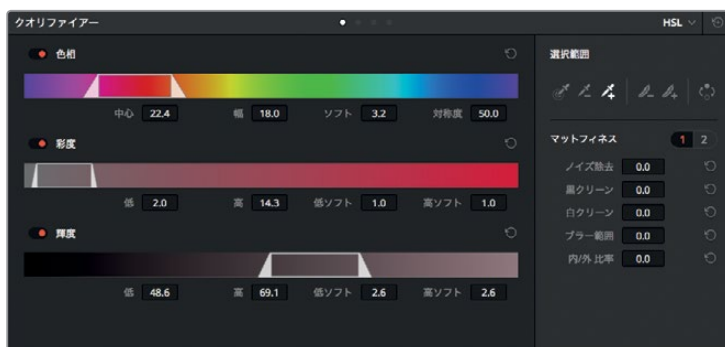 クオリファイアー HSL
色相
中心 22.4 幅 18.0 ソフト 3.2 対称度 50.0
彩度
低 2.0 高 14.3 低ソフト 1.0 高ソフト 1.0
輝度
低 48.6 高 69.1 低ソフト 2.6 高ソフト 2.6
選択範囲
マットフィネス 1 2
ノイズ除去 0.0
黒クリーン 0.0
白クリーン 0.0
ブラー範囲 0.0
内/外 比率 0.0